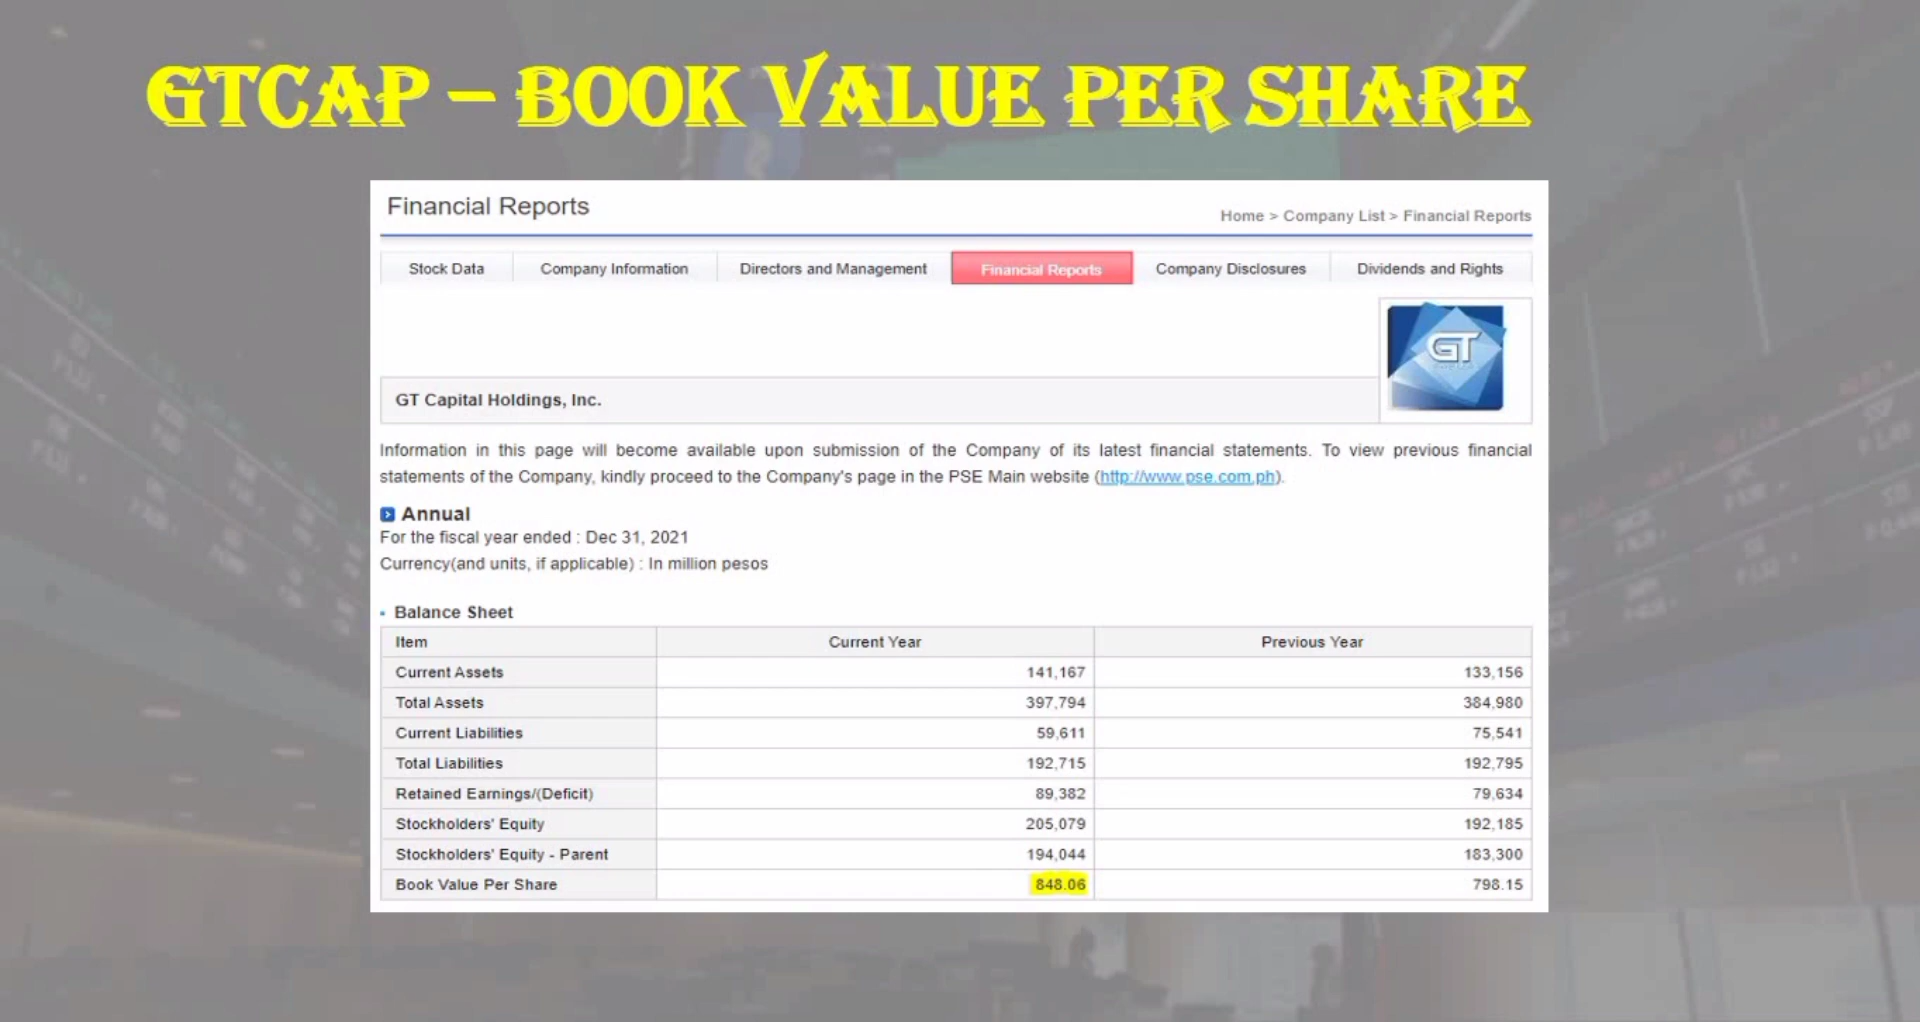 GTCAP – BOOK VALUE PER SHARE
Financial Reports
Home > Company List > Financial Reports
Stock Data Company Information Directors and Management Financial Reports Company Disclosures Dividends and Rights
GT
GT Capital Holdings, Inc.
Information in this page will become available upon submission of the Company of its latest financial statements. To view previous financial
statements of the Company, kindly proceed to the Company's page in the PSE Main website (http://www.pse.com.ph).
Annual
For the fiscal year ended : Dec 31, 2021
Currency(and units, if applicable) : In million pesos
Balance Sheet
Item Current Year Previous Year
Current Assets 141,167 133,156
Total Assets 397,794 384,980
Current Liabilities 59,611 75,541
Total Liabilities 192,715 192,795
Retained Earnings/(Deficit) 89,382 79,634
Stockholders' Equity 205,079 192,185
Stockholders' Equity - Parent 194,044 183,300
Book Value Per Share 848.06 798.15